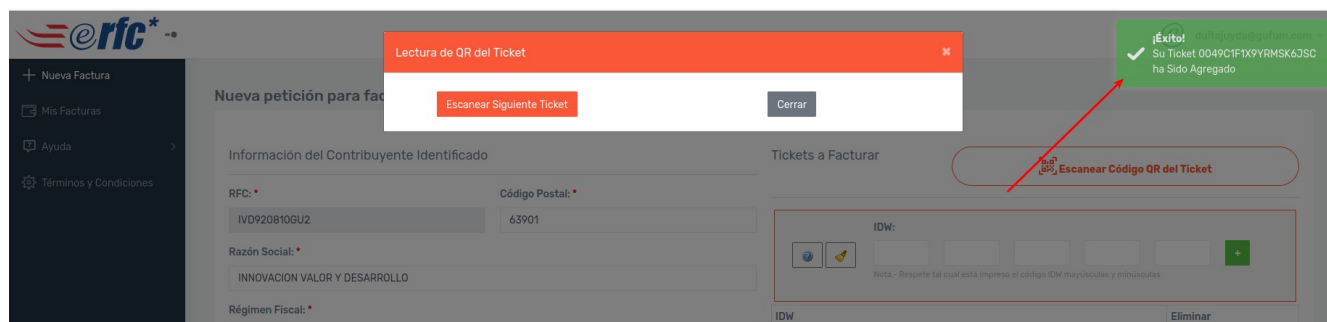 erfc*
+ Nueva Factura
Mis Facturas
Ayuda
Términos y Condiciones
Lectura de QR del Ticket
Escanear Siguiente Ticket
Cerrar
¡Éxito!
Su Ticket 0049C1F1X9YRMSK6JSC
ha Sido Agregado
Nueva petición para fac
Información del Contribuyente Identificado
RFC: *
IVD920810GU2
Código Postal: *
63901
Razón Social: *
INNOVACION VALOR Y DESARROLLO
Régimen Fiscal: *
Tickets a Facturar
Escanear Código QR del Ticket
IDW:
+
Nota.- Respete tal cual está impreso el código IDW mayúsculas y minúsculas
IDW
Eliminar